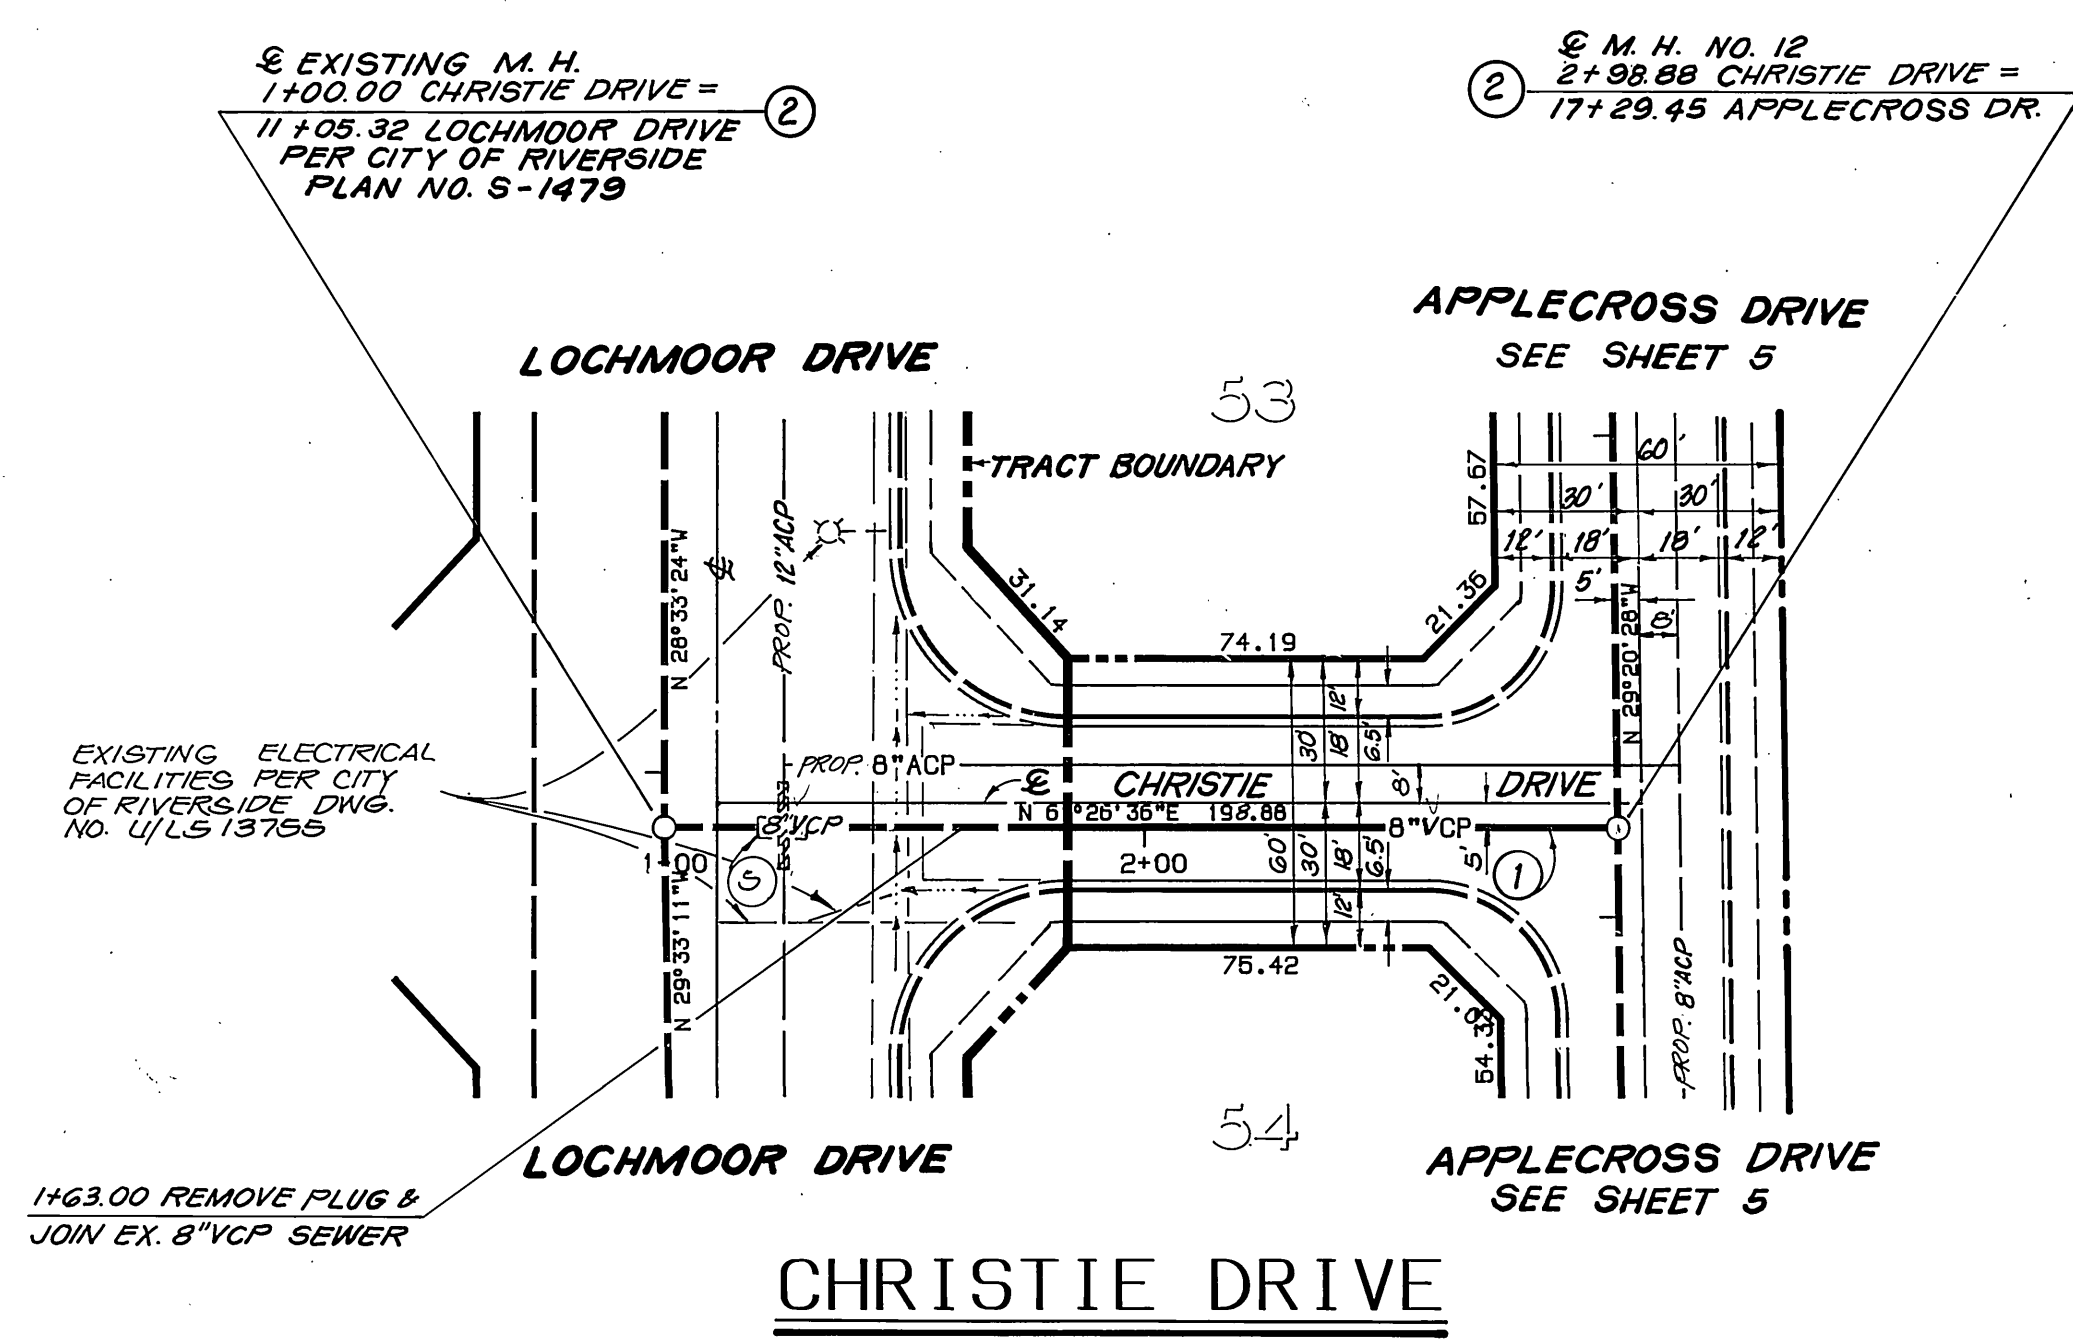 ℄ EXISTING M. H.
1+00.00 CHRISTIE DRIVE =
11+05.32 LOCHMOOR DRIVE
PER CITY OF RIVERSIDE
PLAN NO. S-1479
2
℄ M. H. NO. 12
2+98.88 CHRISTIE DRIVE =
17+29.45 APPLECROSS DR.
2
LOCHMOOR DRIVE
APPLECROSS DRIVE
SEE SHEET 5
53
TRACT BOUNDARY
57.67
60'
30'
30'
12'
18'
18'
12'
5'
8'
N 28°33'24"W
℄
PROP. 12"ACP
31.14
74.19
21.36
N 29°20'28"W
12'
30'
18'
6.5'
8'
EXISTING ELECTRICAL
FACILITIES PER CITY
OF RIVERSIDE DWG.
NO. U/LS 13755
PROP. 8"ACP
℄ CHRISTIE DRIVE
198.88
8"VCP
8"VCP
1+00
5
2+00
60'
30'
18'
6.5'
12'
5'
1
N 29°33'11"W
75.42
54.3
PROP. 8"ACP
54
LOCHMOOR DRIVE
APPLECROSS DRIVE
SEE SHEET 5
1+63.00 REMOVE PLUG &
JOIN EX. 8"VCP SEWER
CHRISTIE DRIVE